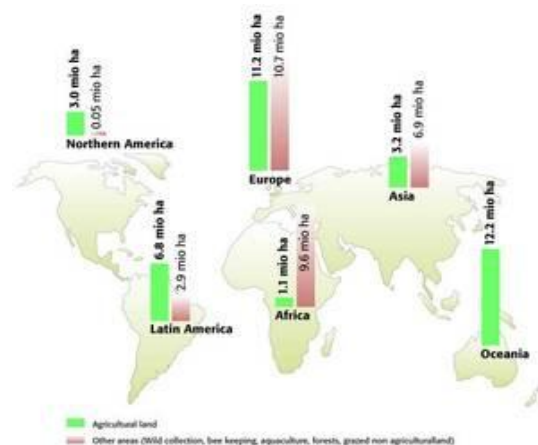 3.0 mio ha
0.05 mio ha
Northern America
11.2 mio ha
10.7 mio ha
Europe
3.2 mio ha
6.9 mio ha
Asia
6.8 mio ha
2.9 mio ha
Latin America
1.1 mio ha
9.6 mio ha
Africa
12.2 mio ha
Oceania
Agricultural land
Other areas (Wild collection, bee keeping, aquaculture, forests, grazed non agriculturalland)